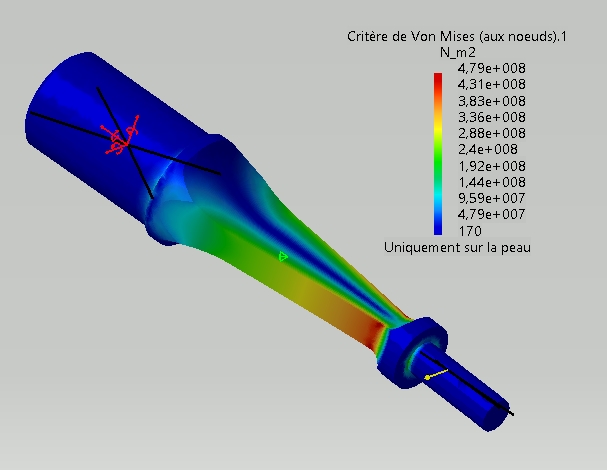 Critère de Von Mises (aux noeuds).1
N_m2
4,79e+008
4,31e+008
3,83e+008
3,36e+008
2,88e+008
2,4e+008
1,92e+008
1,44e+008
9,59e+007
4,79e+007
170
Uniquement sur la peau